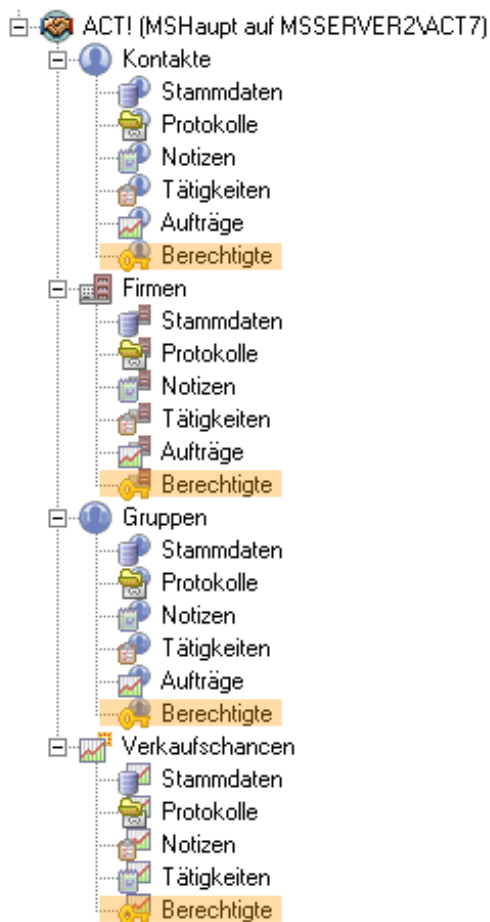 ACT! (MSHaupt auf MSSERVER2\ACT7)
Kontakte
Stammdaten
Protokolle
Notizen
Tätigkeiten
Aufträge
Berechtigte
Firmen
Stammdaten
Protokolle
Notizen
Tätigkeiten
Aufträge
Berechtigte
Gruppen
Stammdaten
Protokolle
Notizen
Tätigkeiten
Aufträge
Berechtigte
Verkaufschancen
Stammdaten
Protokolle
Notizen
Tätigkeiten
Berechtigte